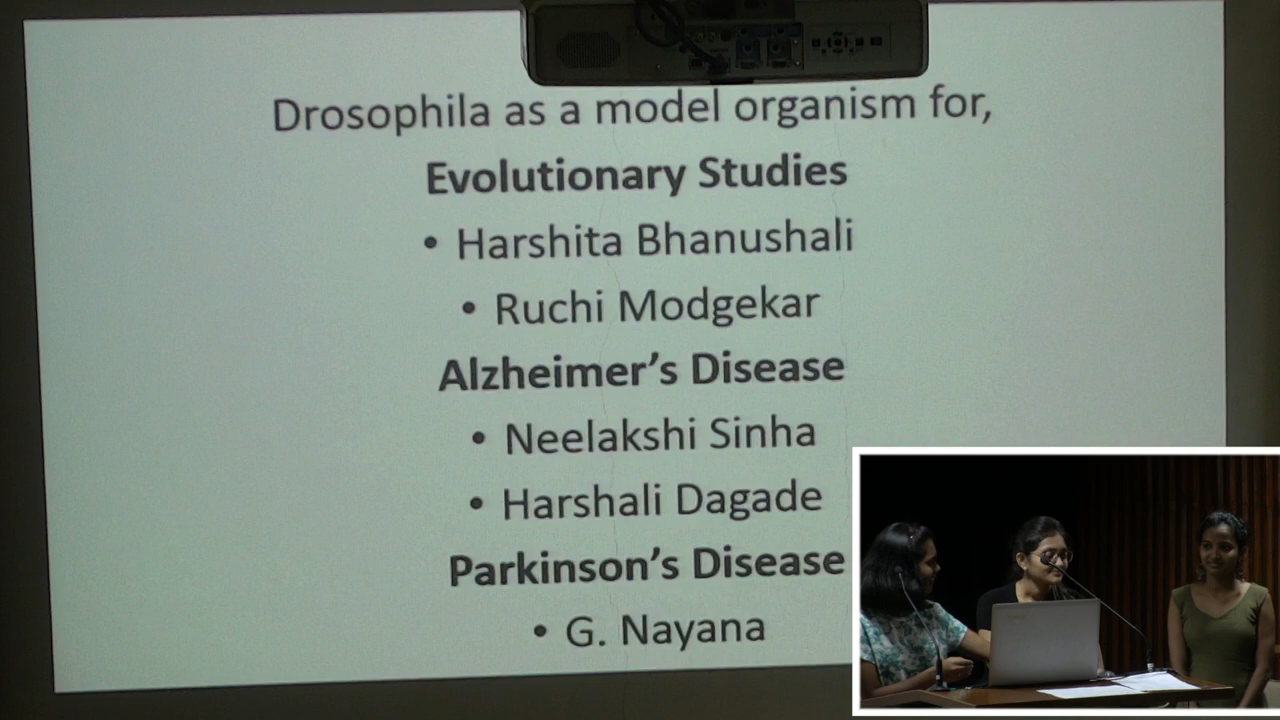 Drosophila as a model organism for,
Evolutionary Studies
• Harshita Bhanushali
• Ruchi Modgekar
Alzheimer's Disease
• Neelakshi Sinha
• Harshali Dagade
Parkinson's Disease
• G. Nayana